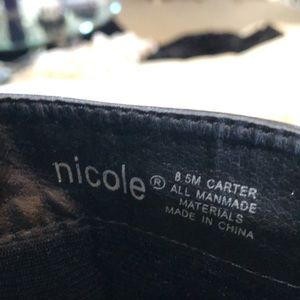 nicole®
8.5M CARTER
ALL MANMADE
MATERIALS
MADE IN CHINA